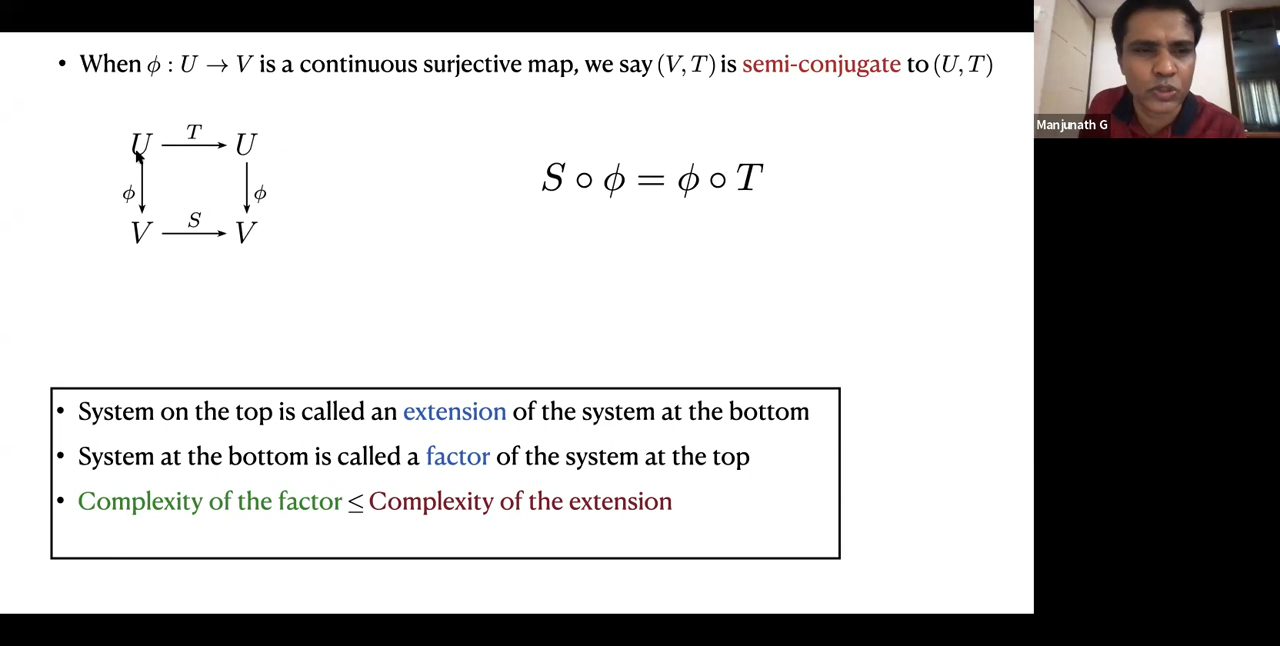 • When ϕ : U → V is a continuous surjective map, we say (V, T) is semi-conjugate to (U, T)
U T U
ϕ ϕ
V S V
S ∘ ϕ = ϕ ∘ T
• System on the top is called an extension of the system at the bottom
• System at the bottom is called a factor of the system at the top
• Complexity of the factor ≤ Complexity of the extension
Manjunath G